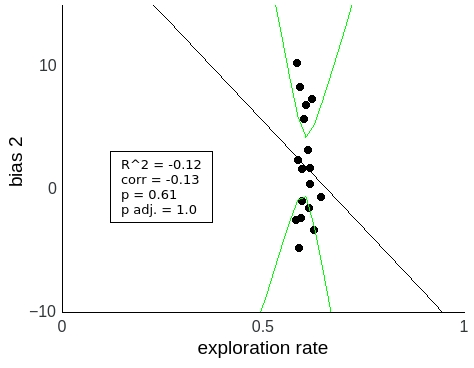 10
bias 2
R^2 = -0.12
corr = -0.13
p = 0.61
p adj. = 1.0
0
−10
0
0.5
1
exploration rate